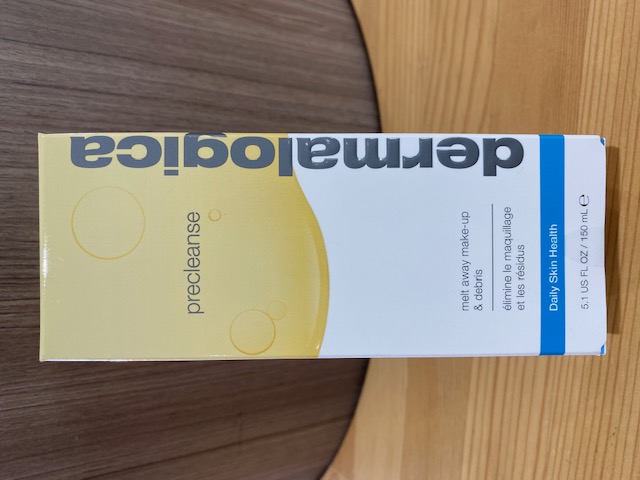 dermalogica
precleanse
melt away make-up
& debris
élimine le maquillage
et les résidus
Daily Skin Health
5.1 US FL OZ / 150 mL ℮